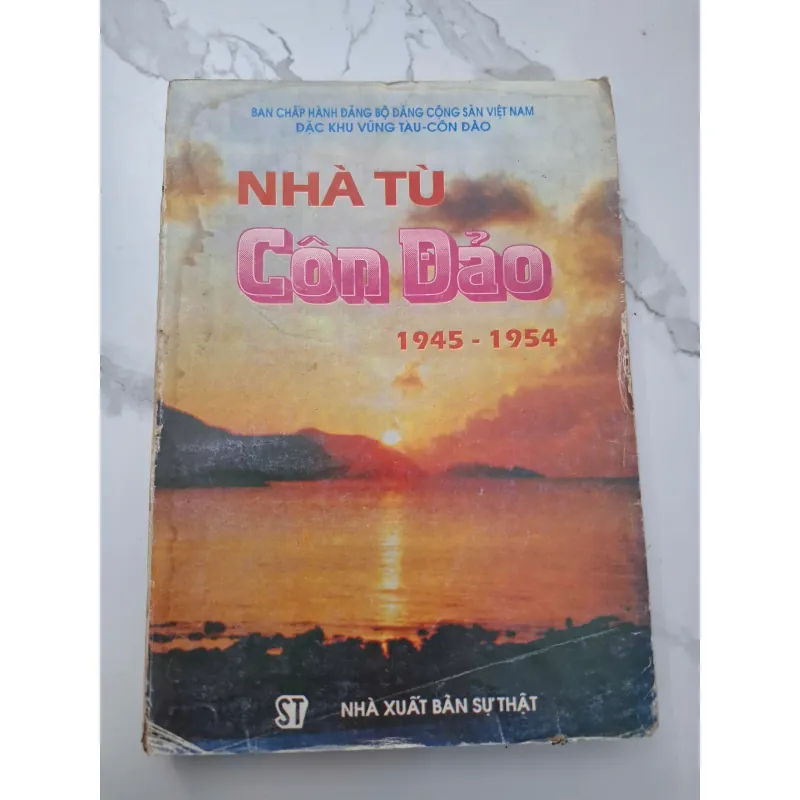 BAN CHẤP HÀNH ĐẢNG BỘ ĐẢNG CỘNG SẢN VIỆT NAM
ĐẶC KHU VŨNG TÀU-CÔN ĐẢO
NHÀ TÙ
Côn Đảo
1945 - 1954
ST
NHÀ XUẤT BẢN SỰ THẬT